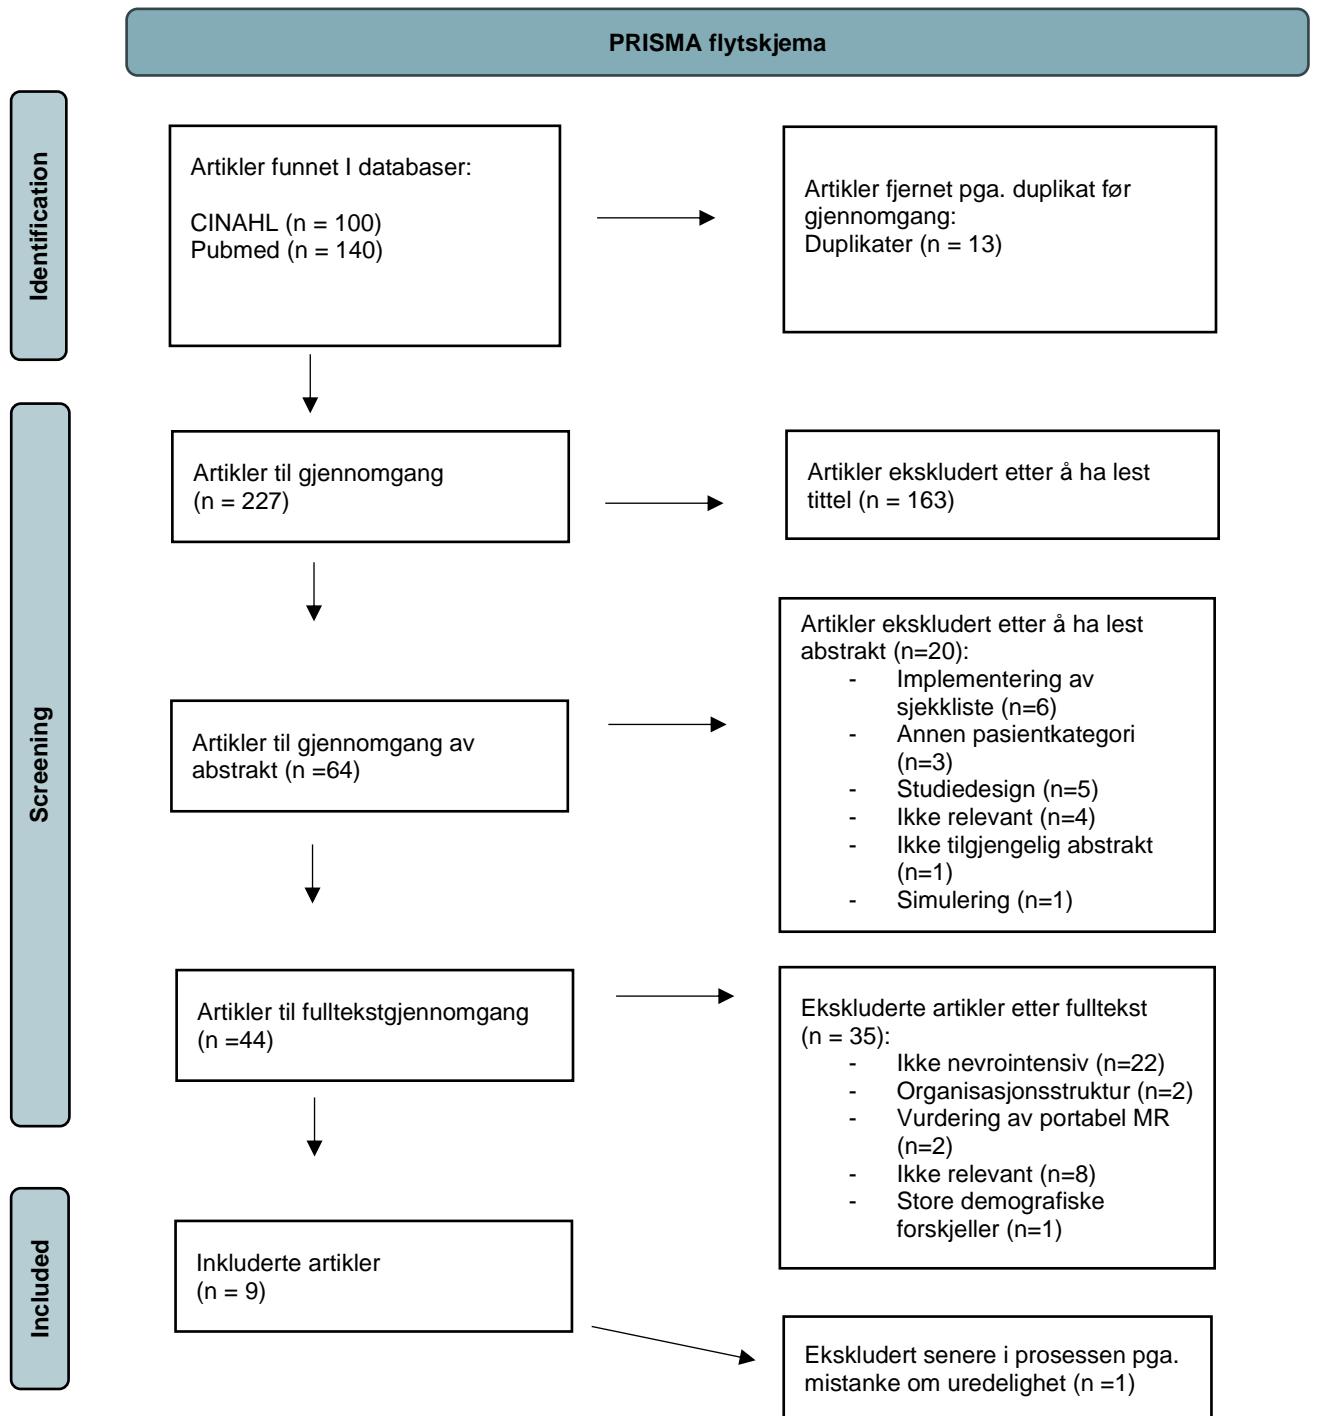 PRISMA flytskjema
Identification
Artikler funnet I databaser:
CINAHL (n = 100)
Pubmed (n = 140)
Artikler fjernet pga. duplikat før
gjennomgang:
Duplikater (n = 13)
Screening
Artikler til gjennomgang
(n = 227)
Artikler ekskludert etter å ha lest
tittel (n = 163)
Artikler til gjennomgang av
abstrakt (n =64)
Artikler ekskludert etter å ha lest
abstrakt (n=20):
- Implementering av
sjekkliste (n=6)
- Annen pasientkategori
(n=3)
- Studiedesign (n=5)
- Ikke relevant (n=4)
- Ikke tilgjengelig abstrakt
(n=1)
- Simulering (n=1)
Artikler til fulltekstgjennomgang
(n =44)
Ekskluderte artikler etter fulltekst
(n = 35):
- Ikke nevrointensiv (n=22)
- Organisasjonsstruktur (n=2)
- Vurdering av portabel MR
(n=2)
- Ikke relevant (n=8)
- Store demografiske
forskjeller (n=1)
Included
Inkluderte artikler
(n = 9)
Ekskludert senere i prosessen pga.
mistanke om uredelighet (n =1)